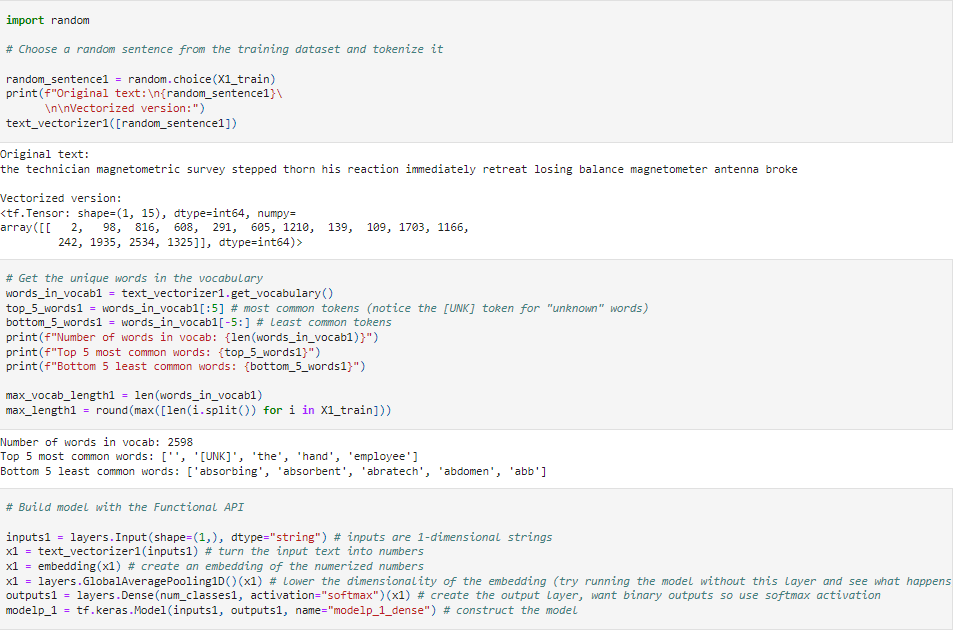 import random
# Choose a random sentence from the training dataset and tokenize it
random_sentence1 = random.choice(X1_train)
print(f"Original text:\n{random_sentence1}\
      \n\nVectorized version:")
text_vectorizer1([random_sentence1])
Original text:
the technician magnetometric survey stepped thorn his reaction immediately retreat losing balance magnetometer antenna broke
Vectorized version:
<tf.Tensor: shape=(1, 15), dtype=int64, numpy=
array([[   2,   98,  816,  608,  291,  605, 1210,  139,  109, 1703, 1166,
         242, 1935, 2534, 1325]], dtype=int64)>
# Get the unique words in the vocabulary
words_in_vocab1 = text_vectorizer1.get_vocabulary()
top_5_words1 = words_in_vocab1[:5] # most common tokens (notice the [UNK] token for "unknown" words)
bottom_5_words1 = words_in_vocab1[-5:] # least common tokens
print(f"Number of words in vocab: {len(words_in_vocab1)}")
print(f"Top 5 most common words: {top_5_words1}")
print(f"Bottom 5 least common words: {bottom_5_words1}")
max_vocab_length1 = len(words_in_vocab1)
max_length1 = round(max([len(i.split()) for i in X1_train]))
Number of words in vocab: 2598
Top 5 most common words: ['', '[UNK]', 'the', 'hand', 'employee']
Bottom 5 least common words: ['absorbing', 'absorbent', 'abratech', 'abdomen', 'abb']
# Build model with the Functional API
inputs1 = layers.Input(shape=(1,), dtype="string") # inputs are 1-dimensional strings
x1 = text_vectorizer1(inputs1) # turn the input text into numbers
x1 = embedding(x1) # create an embedding of the numerized numbers
x1 = layers.GlobalAveragePooling1D()(x1) # lower the dimensionality of the embedding (try running the model without this layer and see what happens
outputs1 = layers.Dense(num_classes1, activation="softmax")(x1) # create the output layer, want binary outputs so use softmax activation
modelp_1 = tf.keras.Model(inputs1, outputs1, name="modelp_1_dense") # construct the model